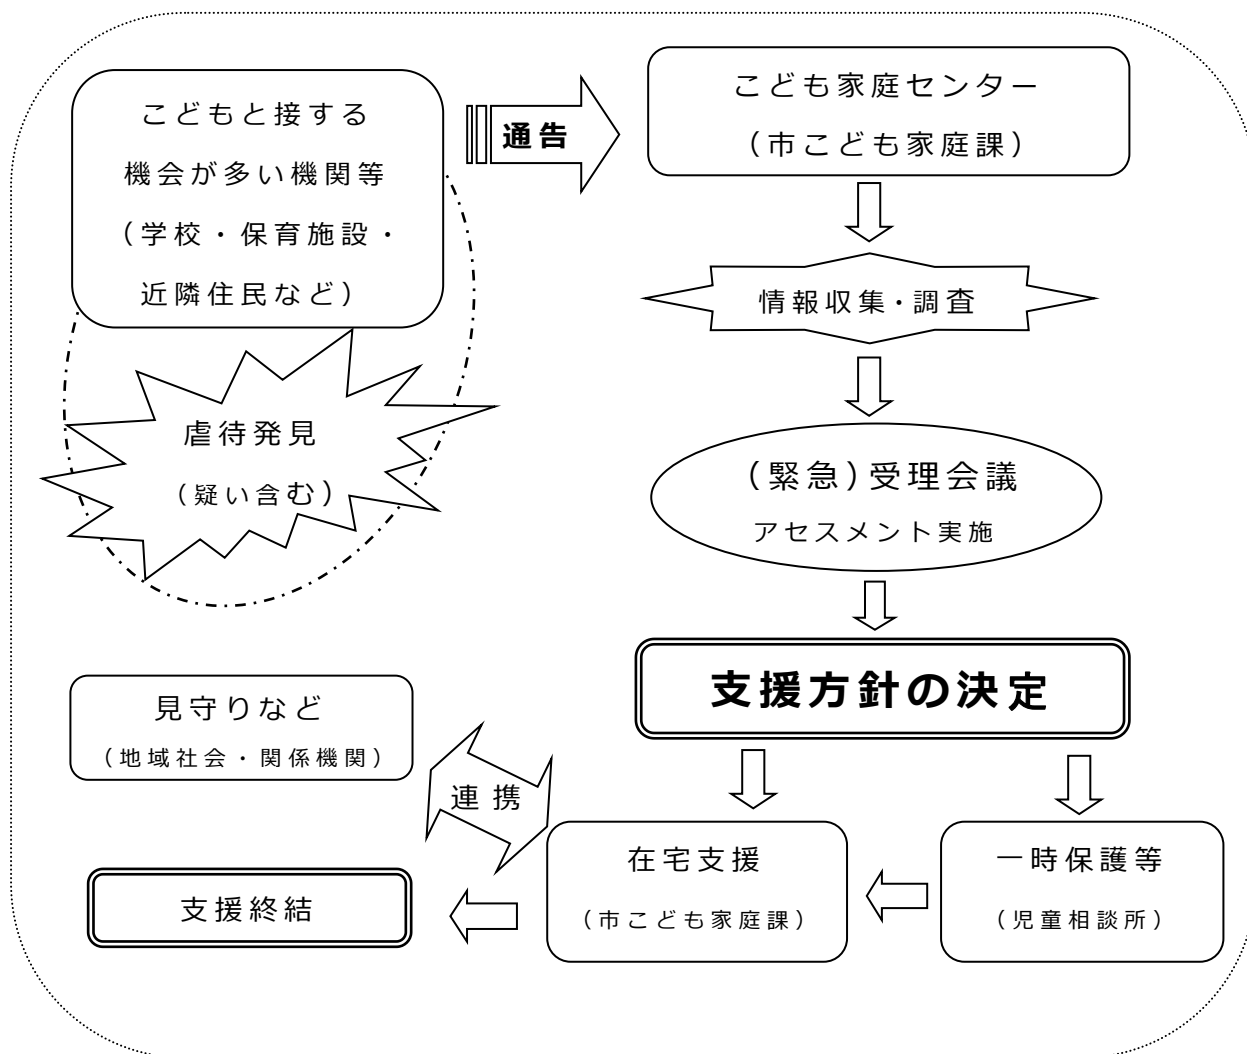 こどもと接する
機会が多い機関等
（学校・保育施設・
近隣住民など）
通告
こども家庭センター
（市こども家庭課）
情報収集・調査
虐待発見
（疑い含む）
（緊急）受理会議
アセスメント実施
支援方針の決定
見守りなど
（地域社会・関係機関）
連携
在宅支援
（市こども家庭課）
一時保護等
（児童相談所）
支援終結